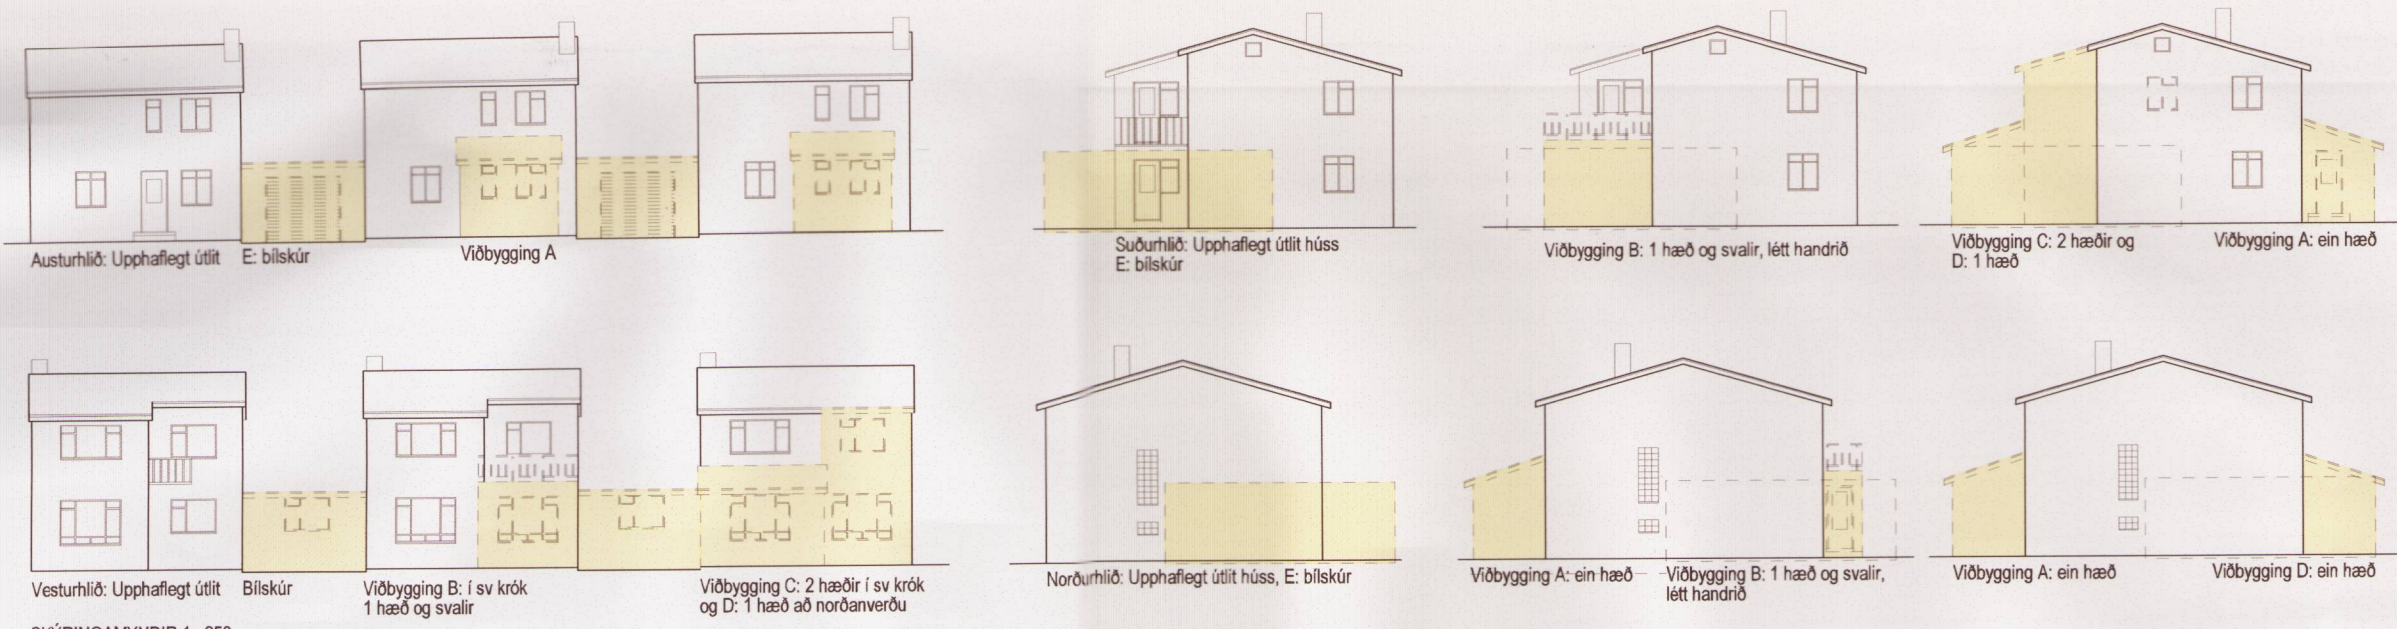 Austurhlið: Upphaflegt útlit
E: bílskúr
Viðbygging A
Suðurhlið: Upphaflegt útlit húss
E: bílskúr
Viðbygging B: 1 hæð og svalir, létt handrið
Viðbygging C: 2 hæðir og
D: 1 hæð
Viðbygging A: ein hæð
Vesturhlið: Upphaflegt útlit
Bílskúr
Viðbygging B: í sv krók
1 hæð og svalir
Viðbygging C: 2 hæðir í sv krók
og D: 1 hæð að norðanverðu
Norðurhlið: Upphaflegt útlit húss, E: bílskúr
Viðbygging A: ein hæð
Viðbygging B: 1 hæð og svalir,
létt handrið
Viðbygging A: ein hæð
Viðbygging D: ein hæð